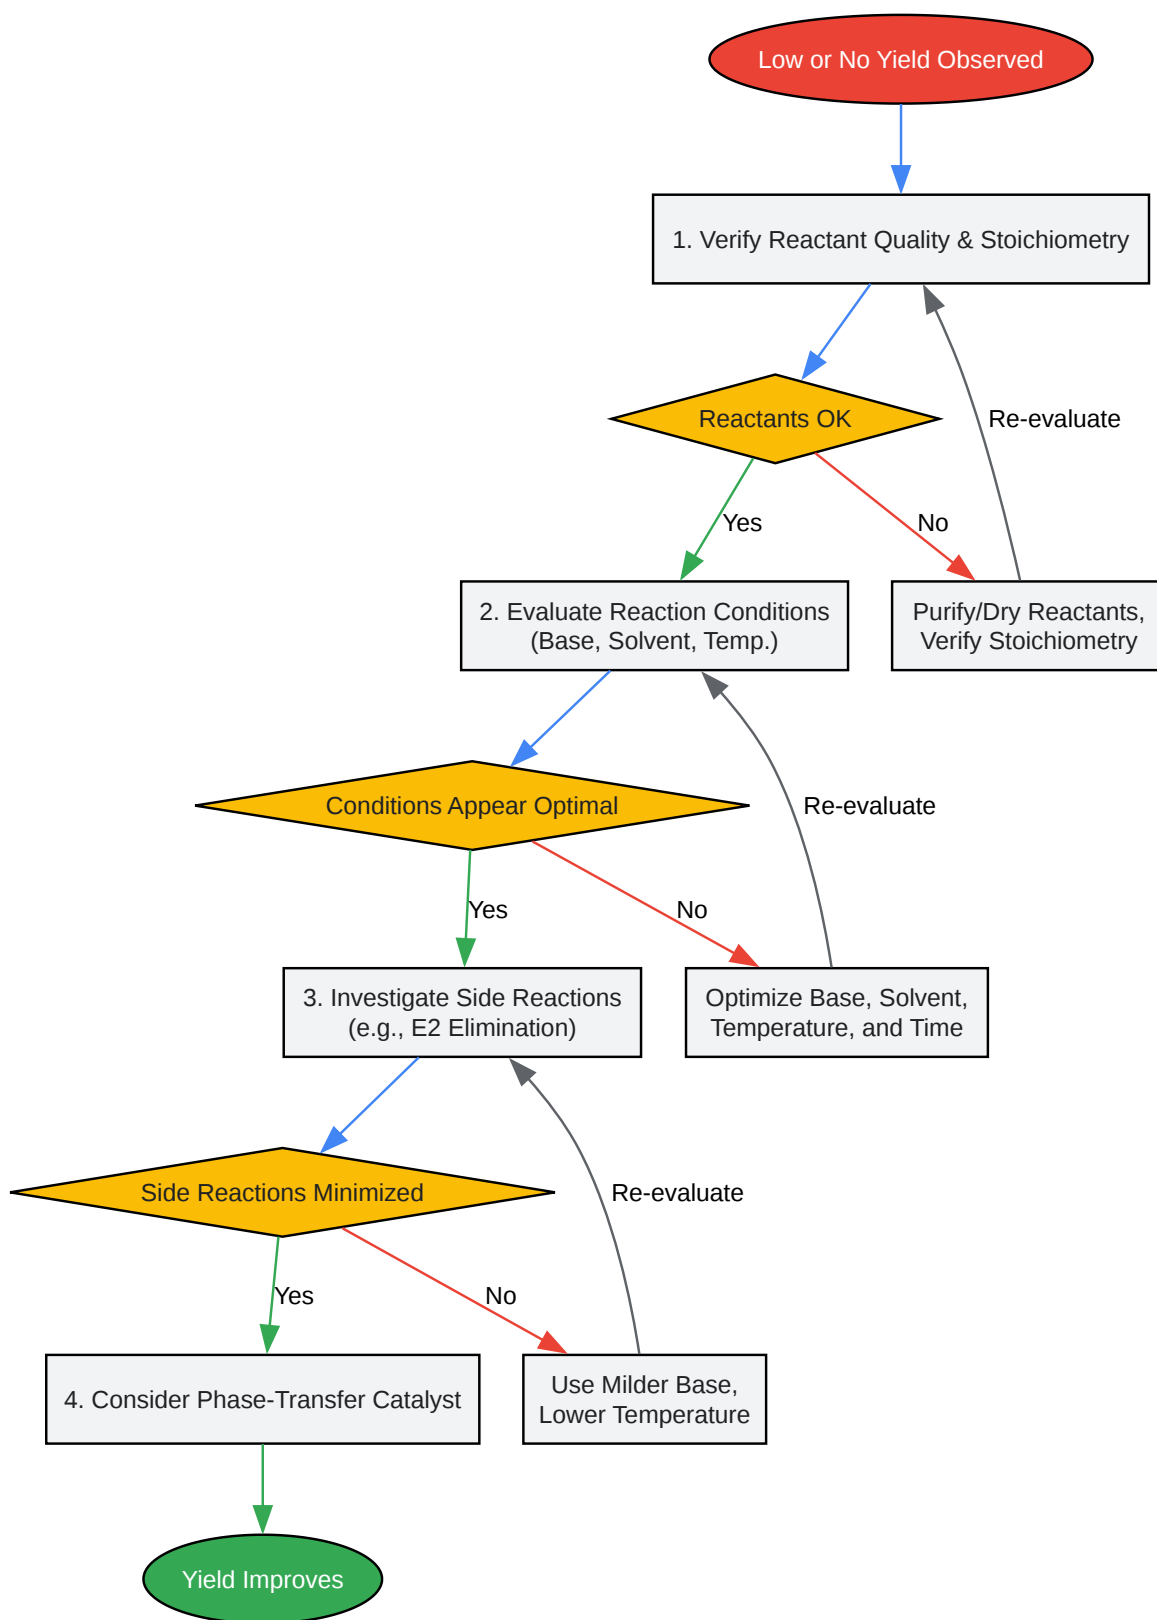 Low or No Yield Observed
1. Verify Reactant Quality & Stoichiometry
Reactants OK
Re-evaluate
Yes
No
2. Evaluate Reaction Conditions
(Base, Solvent, Temp.)
Purify/Dry Reactants,
Verify Stoichiometry
Conditions Appear Optimal
Re-evaluate
Yes
No
3. Investigate Side Reactions
(e.g., E2 Elimination)
Optimize Base, Solvent,
Temperature, and Time
Side Reactions Minimized
Re-evaluate
Yes
No
4. Consider Phase-Transfer Catalyst
Use Milder Base,
Lower Temperature
Yield Improves